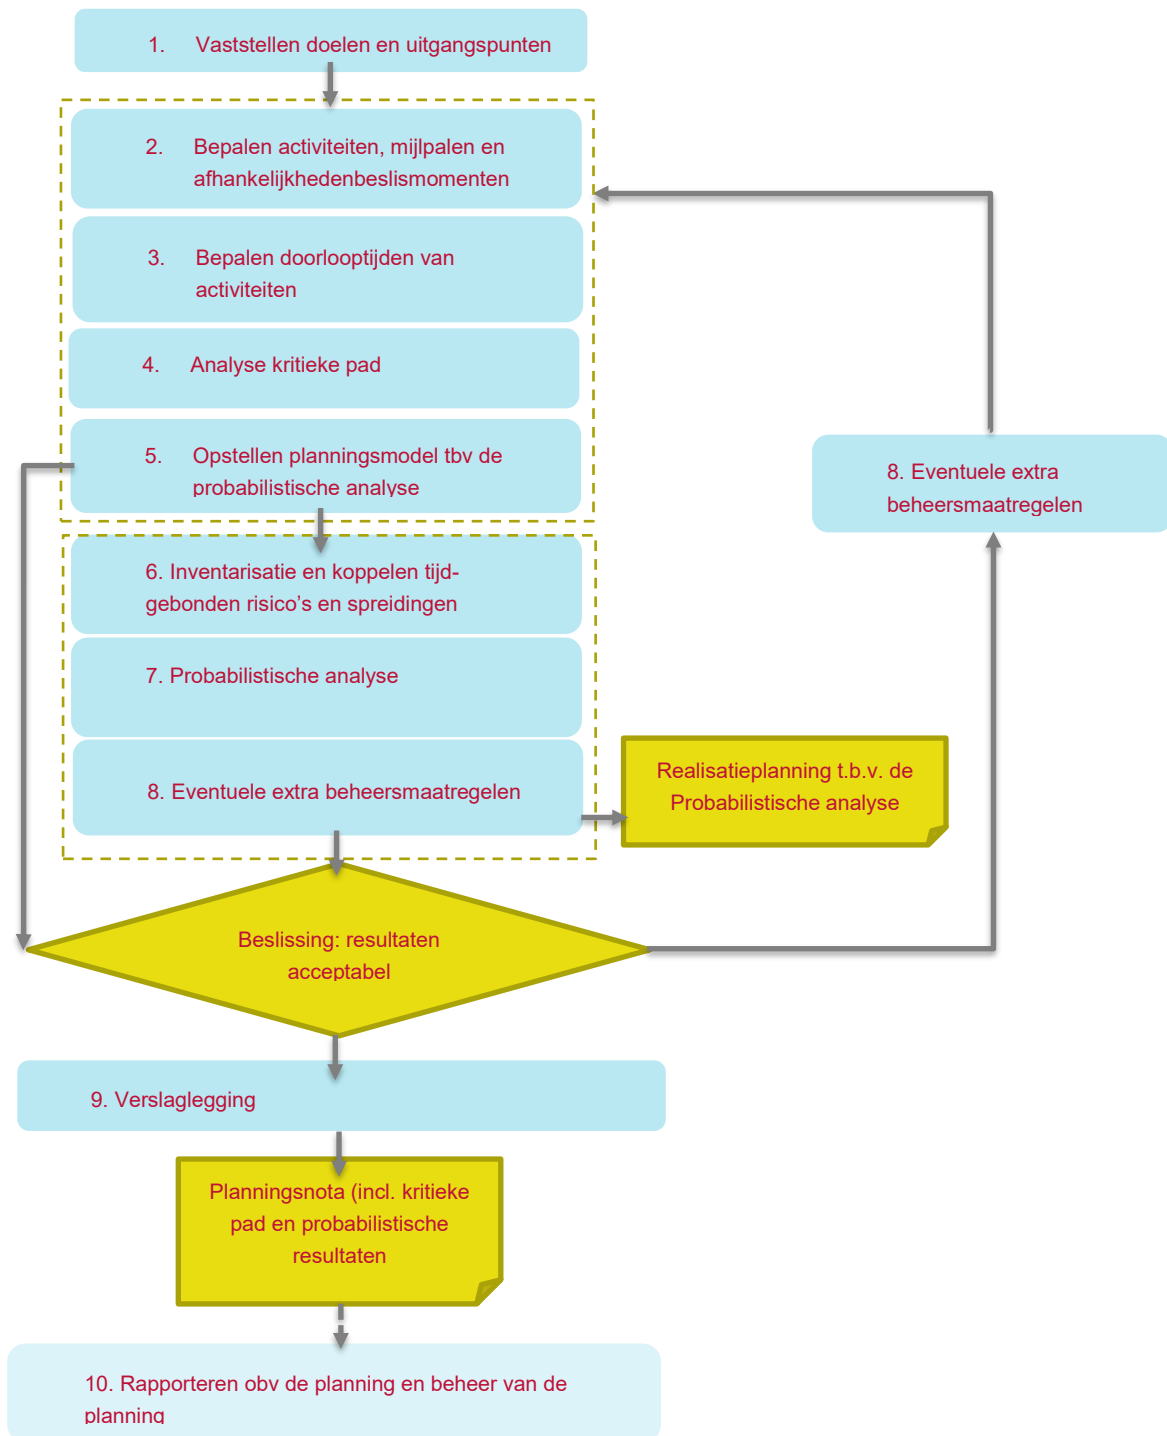 1. Vaststellen doelen en uitgangspunten
2. Bepalen activiteiten, mijlpalen en
afhankelijkhedenbeslismomenten
3. Bepalen doorlooptijden van
activiteiten
4. Analyse kritieke pad
5. Opstellen planningsmodel tbv de
probabilistische analyse
8. Eventuele extra
beheersmaatregelen
6. Inventarisatie en koppelen tijd-
gebonden risico’s en spreidingen
7. Probabilistische analyse
8. Eventuele extra beheersmaatregelen
Realisatieplanning t.b.v. de
Probabilistische analyse
Beslissing: resultaten
acceptabel
9. Verslaglegging
Planningsnota (incl. kritieke
pad en probabilistische
resultaten
10. Rapporteren obv de planning en beheer van de
planning